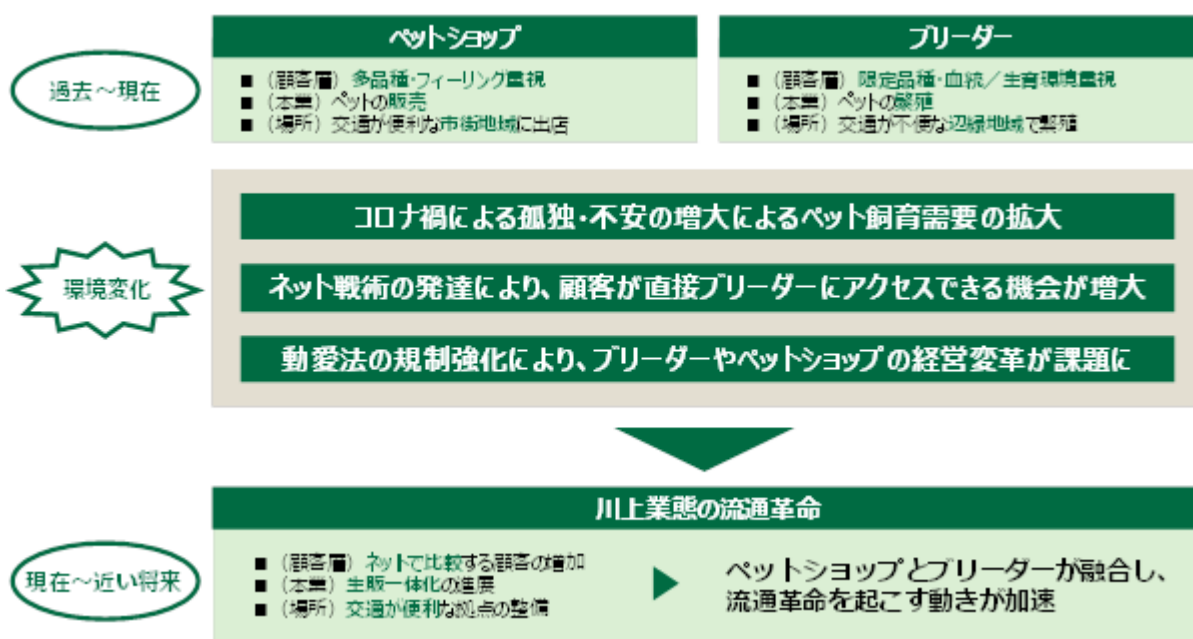 ペットショップ
ブリーダー
過去～現在
■ (顧客層) 多品種・フィーリング重視
■ (本業) ペットの販売
■ (場所) 交通が便利な市街地域に出店
■ (顧客層) 限定品種・血統／生育環境重視
■ (本業) ペットの繁殖
■ (場所) 交通が不便な辺縁地域で繁殖
環境変化
コロナ禍による孤独・不安の増大によるペット飼育需要の拡大
ネット戦術の発達により、顧客が直接ブリーダーにアクセスできる機会が増大
動愛法の規制強化により、ブリーダーやペットショップの経営変革が課題に
川上業態の流通革命
現在～近い将来
■ (顧客層) ネットで比較する顧客の増加
■ (本業) 生販一体化の進展
■ (場所) 交通が便利な拠点の整備
ペットショップとブリーダーが融合し、
流通革命を起こす動きが加速